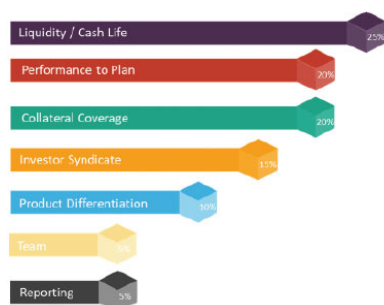 Liquidity / Cash Life 25%
Performance to Plan 20%
Collateral Coverage 20%
Investor Syndicate 15%
Product Differentiation 10%
Team 5%
Reporting 5%